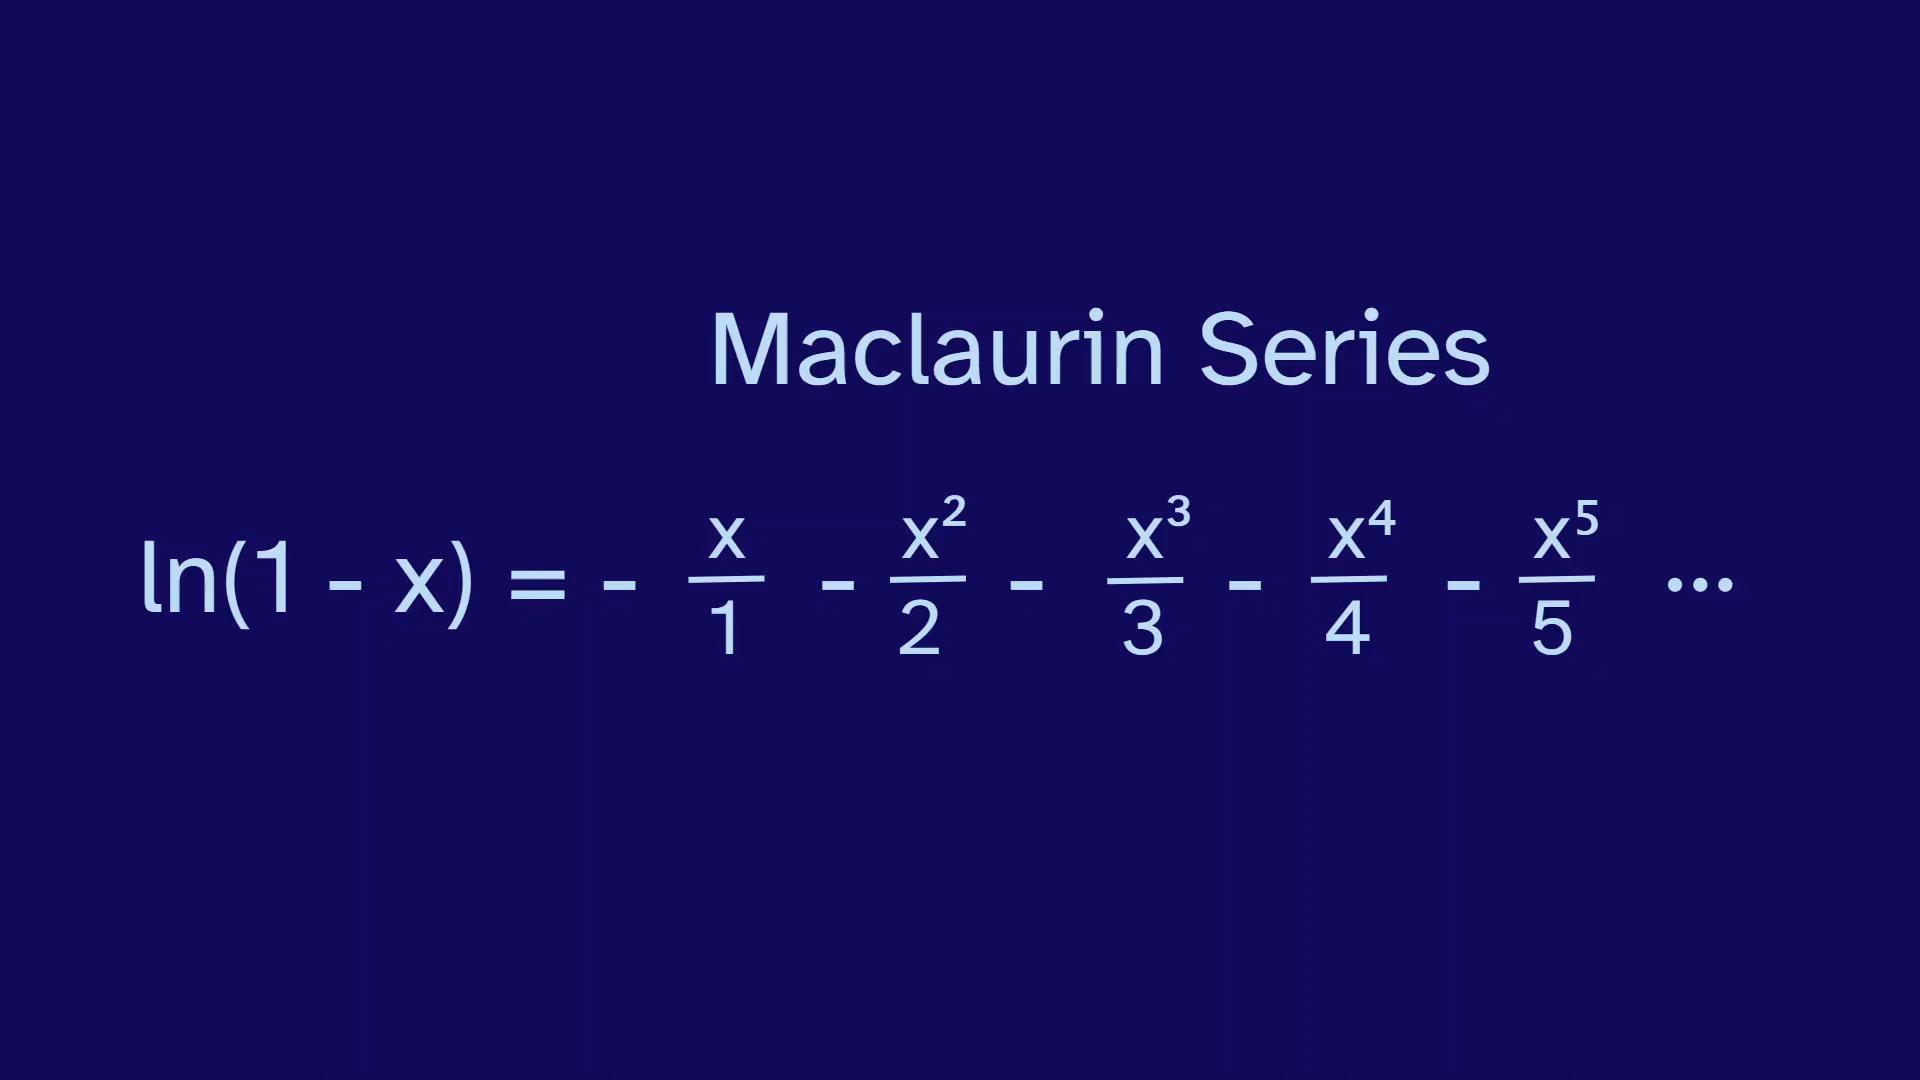 Maclaurin Series
ln(1 - x) = - x/1 - x²/2 - x³/3 - x⁴/4 - x⁵/5 ...